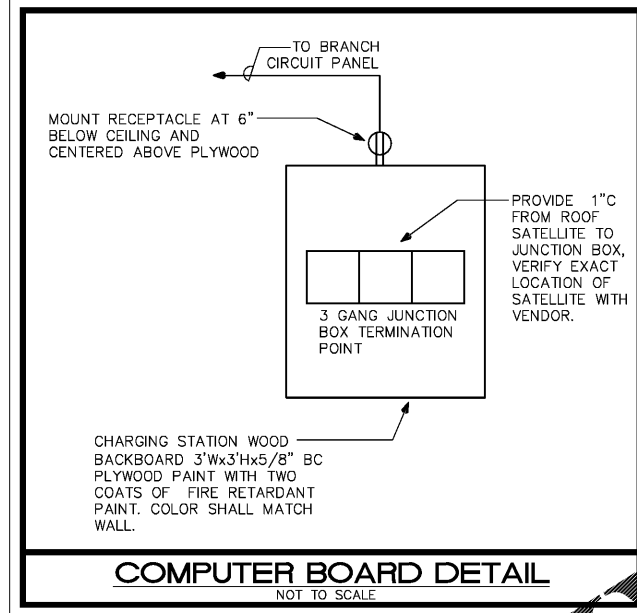 TO BRANCH
CIRCUIT PANEL
MOUNT RECEPTACLE AT 6"
BELOW CEILING AND
CENTERED ABOVE PLYWOOD
PROVIDE 1"C
FROM ROOF
SATELLITE TO
JUNCTION BOX,
VERIFY EXACT
LOCATION OF
SATELLITE WITH
VENDOR.
3 GANG JUNCTION
BOX TERMINATION
POINT
CHARGING STATION WOOD
BACKBOARD 3'Wx3'Hx5/8" BC
PLYWOOD PAINT WITH TWO
COATS OF FIRE RETARDANT
PAINT. COLOR SHALL MATCH
WALL.
COMPUTER BOARD DETAIL
NOT TO SCALE